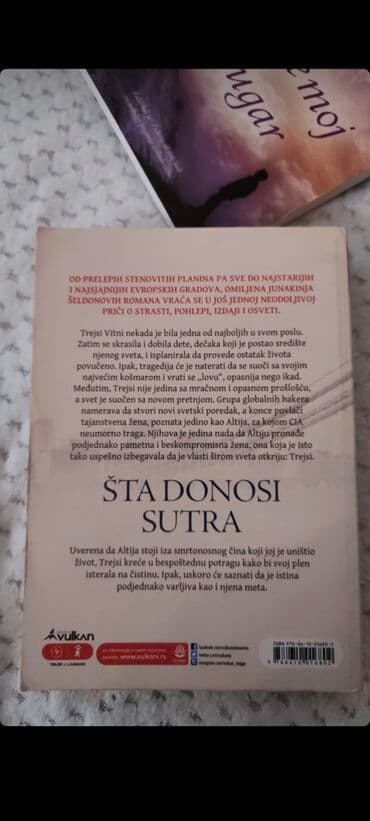 e moj
ugar
OD PRELEPIH STENOVITIH PLANINA PA SVE DO NAJSTARIJIH
I NAJSJAJNIJIH EVROPSKIH GRADOVA, OMILJENA JUNAKINJA
ŠELDONOVIH ROMANA VRAĆA SE U JOŠ JEDNOJ NEODOLJIVOJ
PRIČI O STRASTI, POHLEPI, IZDAJI I OSVETI.
Trejsi Vitni nekada je bila jedna od najboljih u svom poslu.
Zatim se skrasila i dobila dete, dečaka koji je postao središte
njenog sveta, i isplanirala da provede ostatak života
povučeno. Ipak, tragedija će je naterati da se suoči sa svojim
najvećim košmarom i vrati se „lovu“, opasnija nego ikad.
Međutim, Trejsi nije jedina sa mračnom i opasnom prošlošću,
a svet je suočen sa novom pretnjom. Grupa globalnih hakera
namerava da stvori novi svetski poredak, a konce povlači
tajanstvena žena, poznata jedino kao Altija, za kojom CIA
neumorno traga. Njihova je jedina nada da Altiju pronađe
podjednako pametna i beskompromisna žena, ona koja je isto
tako uspešno izbegavala da je vlasti širom sveta otkriju: Trejsi.
ŠTA DONOSI
SUTRA
Uverena da Altija stoji iza smrtonosnog čina koji joj je uništio
život, Trejsi kreće u bespoštednu potragu kako bi svoj plen
isterala na čistinu. Ipak, uskoro će saznati da je istina
podjednako varljiva kao i njena meta.
vulkan
www.vulkani.rs